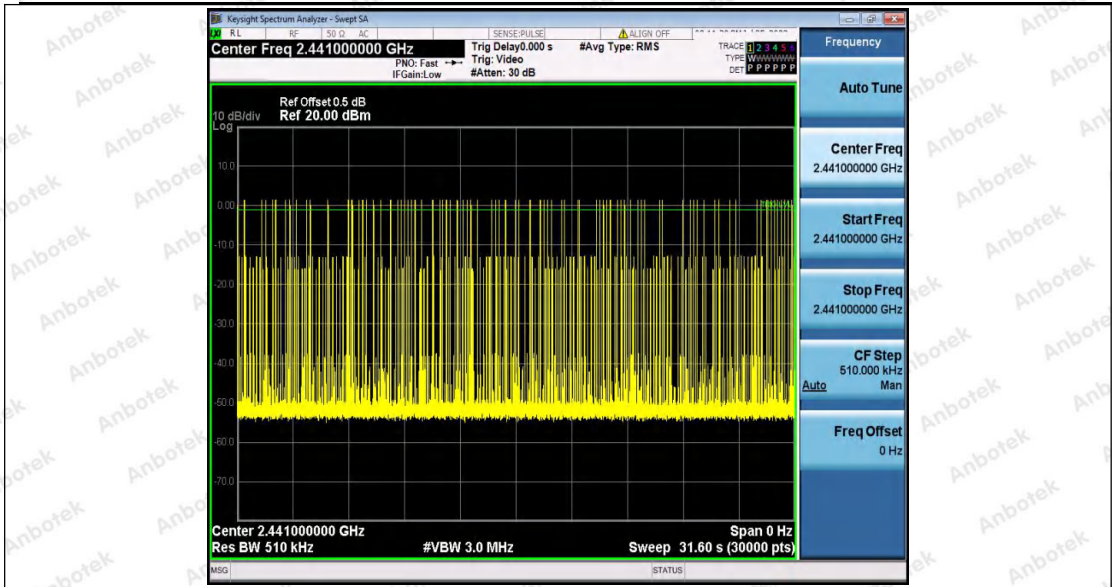 Keysight Spectrum Analyzer - Swept SA
RL RF 50 Ω AC SENSE:PULSE ALIGN OFF
Center Freq 2.441000000 GHz
PNO: Fast
IFGain:Low
Trig Delay0.000 s
Trig: Video
#Atten: 30 dB
#Avg Type: RMS
TRACE 1 2 3 4 5 6
TYPE W
DET P P P P P P
Ref Offset 0.5 dB
10 dB/div Ref 20.00 dBm
Log
10.0
0.00
-10.0
-20.0
-30.0
-40.0
-50.0
-60.0
-70.0
Center 2.441000000 GHz Span 0 Hz
Res BW 510 kHz #VBW 3.0 MHz Sweep 31.60 s (30000 pts)
MSG STATUS
Frequency
Auto Tune
Center Freq
2.441000000 GHz
Start Freq
2.441000000 GHz
Stop Freq
2.441000000 GHz
CF Step
510.000 kHz
Auto Man
Freq Offset
0 Hz
Anbotek